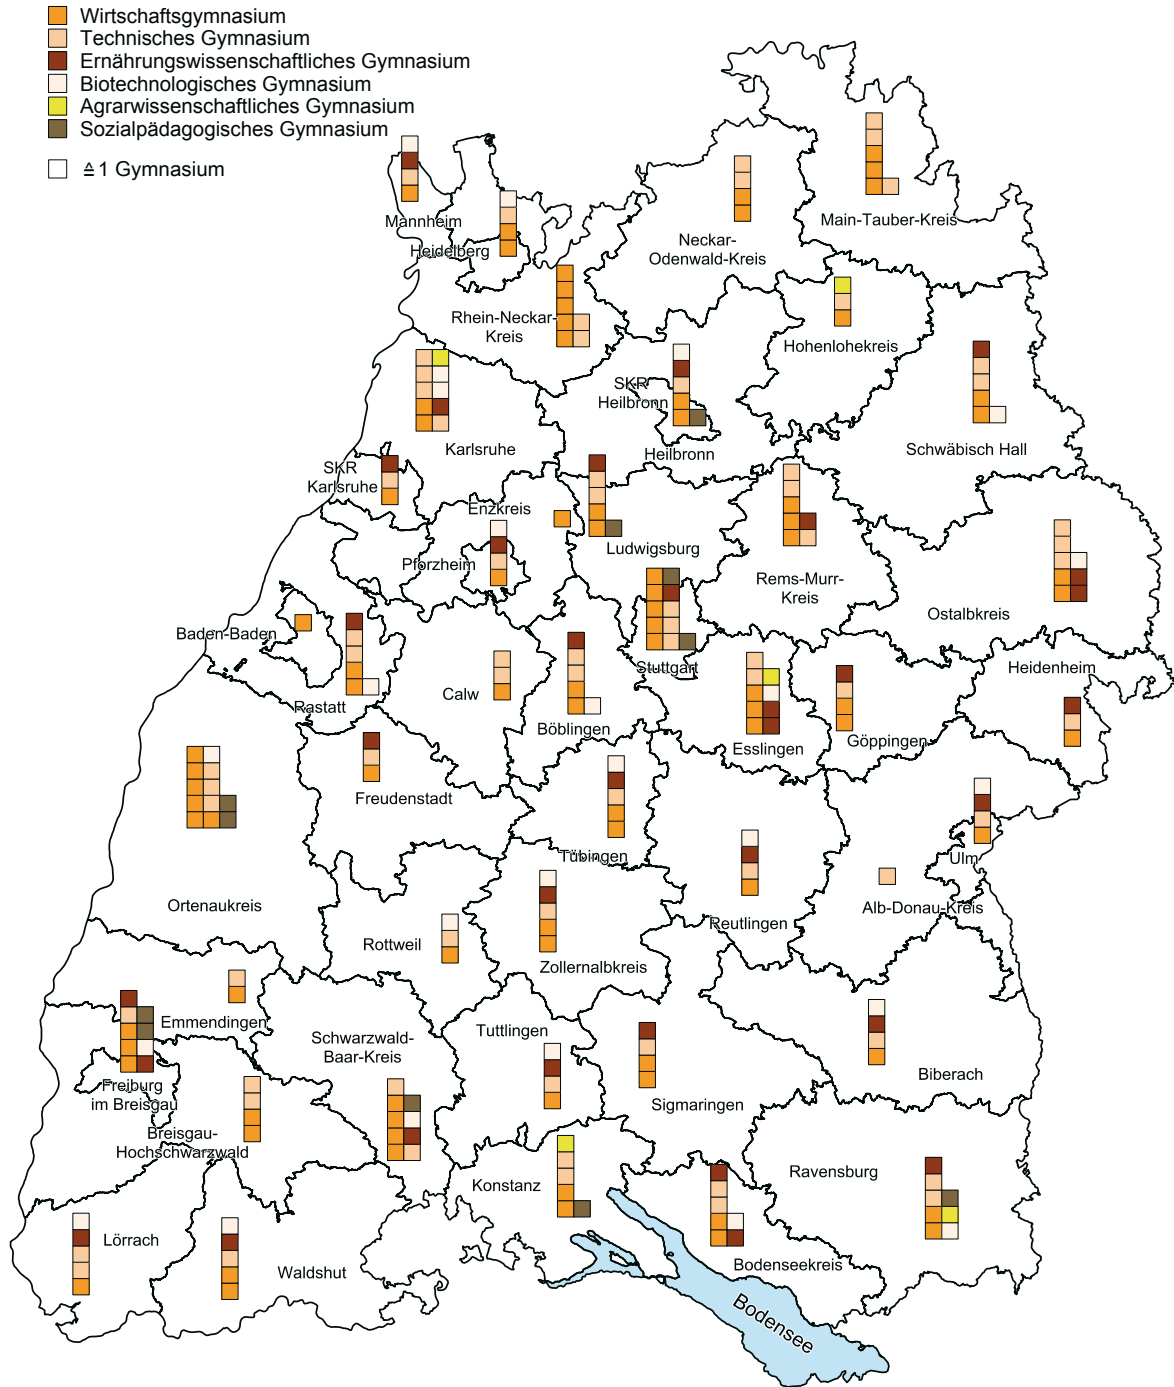 Wirtschaftsgymnasium
Technisches Gymnasium
Ernährungswissenschaftliches Gymnasium
Biotechnologisches Gymnasium
Agrarwissenschaftliches Gymnasium
Sozialpädagogisches Gymnasium
≙ 1 Gymnasium
Mannheim
Heidelberg
Neckar-
Odenwald-Kreis
Main-Tauber-Kreis
Rhein-Neckar-
Kreis
Hohenlohekreis
SKR
Heilbronn
Heilbronn
Schwäbisch Hall
Karlsruhe
SKR
Karlsruhe
Enzkreis
Pforzheim
Ludwigsburg
Rems-Murr-
Kreis
Ostalbkreis
Baden-Baden
Rastatt
Calw
Böblingen
Stuttgart
Esslingen
Göppingen
Heidenheim
Freudenstadt
Tübingen
Ulm
Ortenaukreis
Rottweil
Zollernalbkreis
Reutlingen
Alb-Donau-Kreis
Emmendingen
Schwarzwald-
Baar-Kreis
Tuttlingen
Freiburg
im Breisgau
Breisgau-
Hochschwarzwald
Sigmaringen
Biberach
Konstanz
Ravensburg
Lörrach
Waldshut
Bodenseekreis
Bodensee